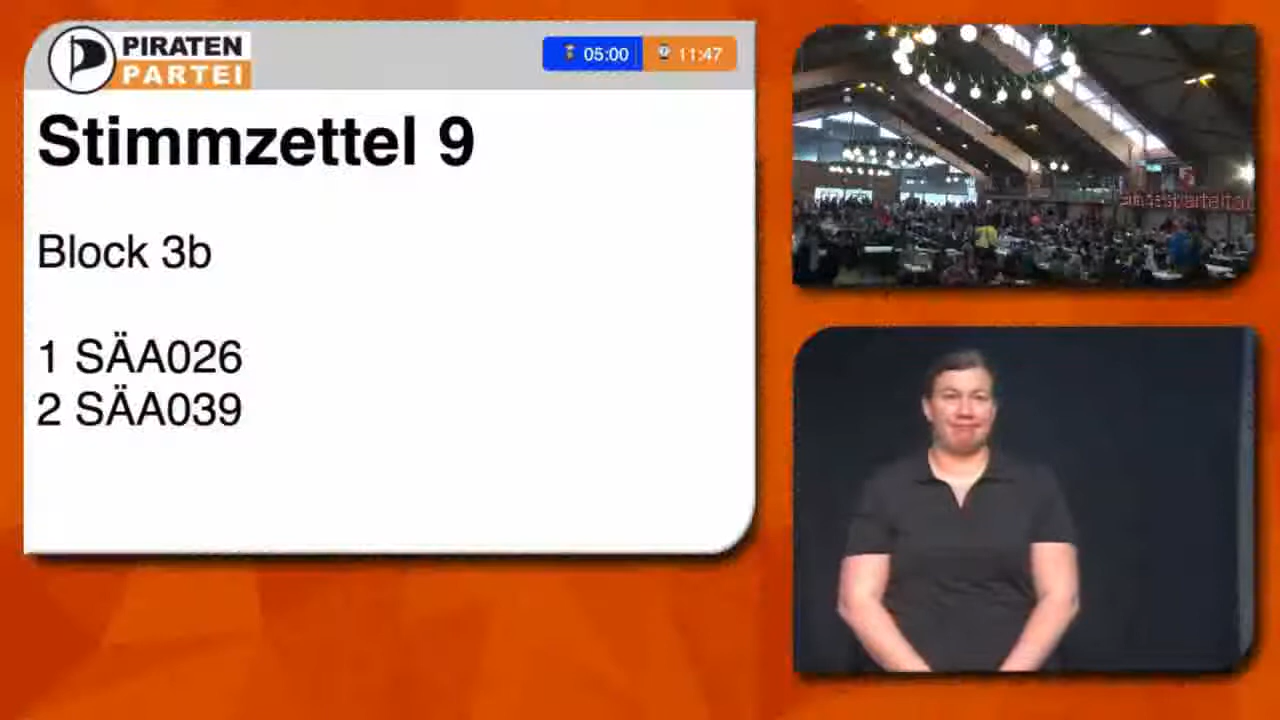 PIRATEN
PARTEI
05:00
11:47
Stimmzettel 9
Block 3b
1 SÄA026
2 SÄA039